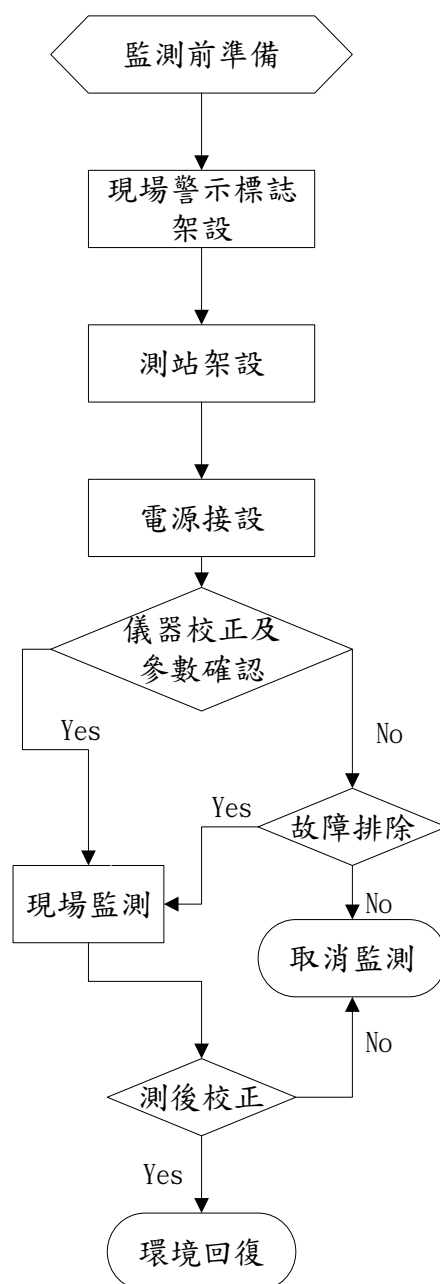 監測前準備
現場警示標誌
架設
測站架設
電源接設
儀器校正及
參數確認
Yes
No
Yes
故障排除
現場監測
No
取消監測
No
測後校正
Yes
環境回復